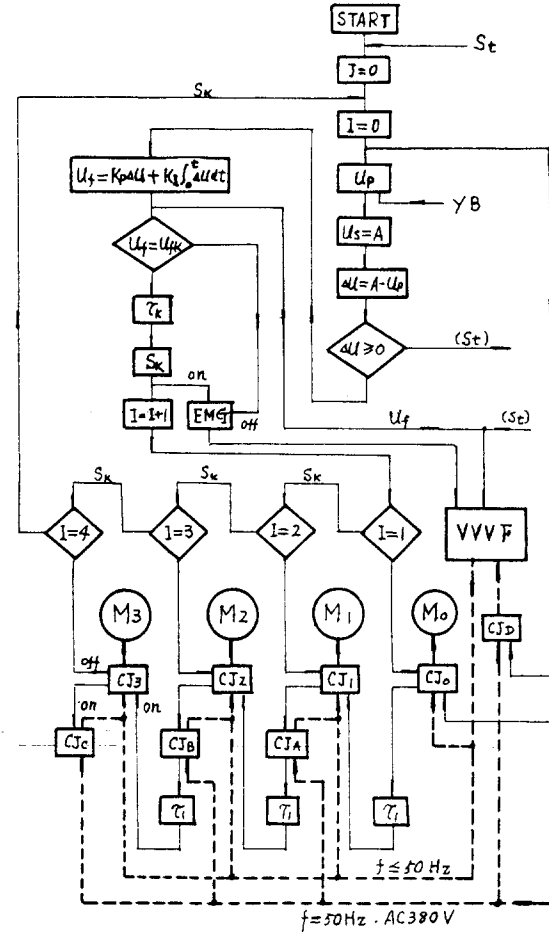 START
St
J=0
SK
I=0
Uf=KpΔU+KI∫₀ᵗΔUdt
UP
YB
Uf=UfK
US=A
ΔU=A-UP
τK
ΔU≥0
(St)
SK
on
I=I+1
EMG
off
Uf
(St)
SK
SK
SK
I=4
I=3
I=2
I=1
VVVF
M3
M2
M1
M0
CJD
off
CJ3
CJ2
CJ1
CJ0
on
on
CJC
CJB
CJA
τ1
τ1
τ1
f≤50Hz
f=50Hz.AC380V